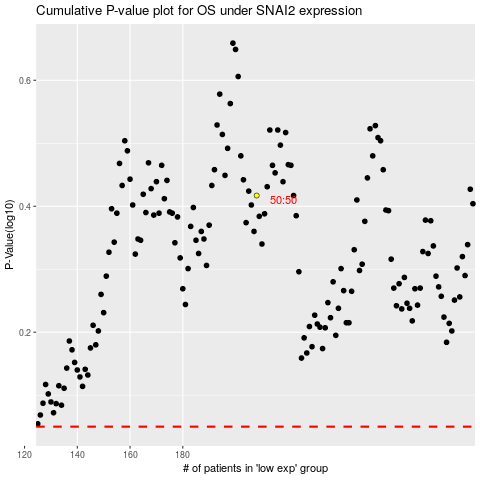 Cumulative P-value plot for OS under SNAI2 expression
P-Value(log10)
0.6
0.4
0.2
50:50
120
140
160
180
# of patients in 'low exp' group